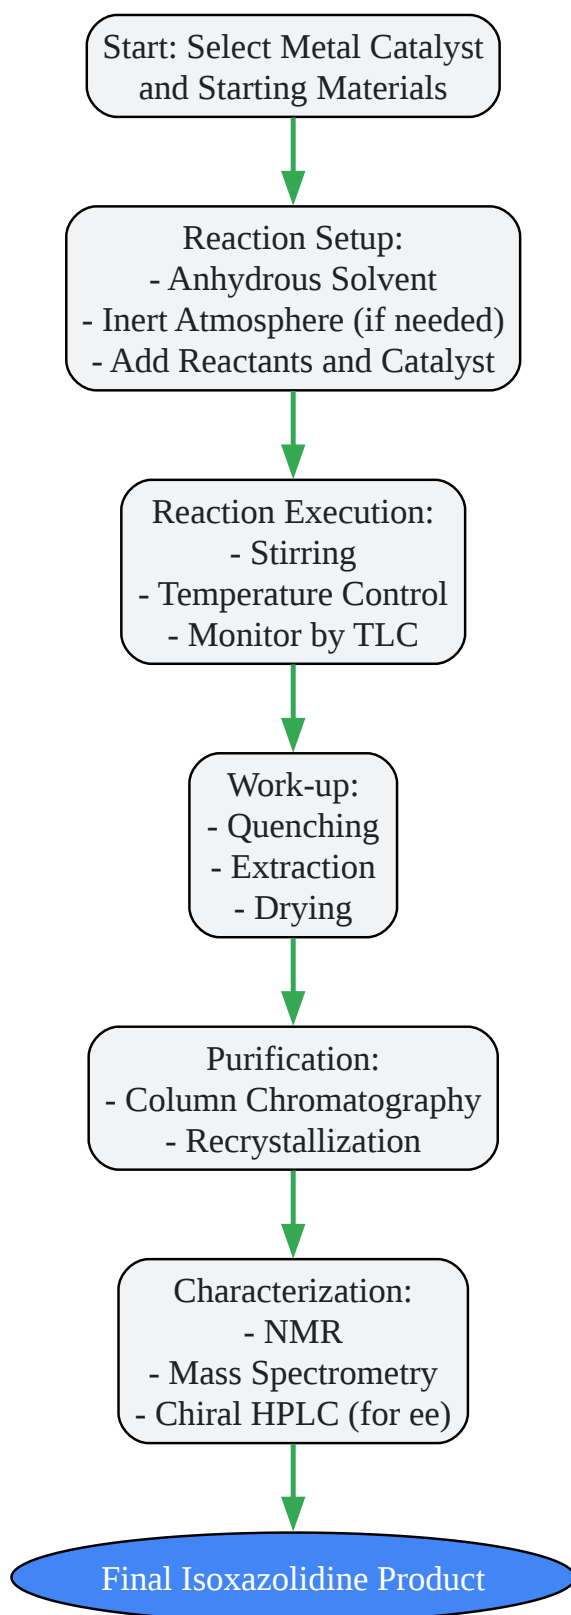 Start: Select Metal Catalyst
and Starting Materials
Reaction Setup:
- Anhydrous Solvent
- Inert Atmosphere (if needed)
- Add Reactants and Catalyst
Reaction Execution:
- Stirring
- Temperature Control
- Monitor by TLC
Work-up:
- Quenching
- Extraction
- Drying
Purification:
- Column Chromatography
- Recrystallization
Characterization:
- NMR
- Mass Spectrometry
- Chiral HPLC (for ee)
Final Isoxazolidine Product